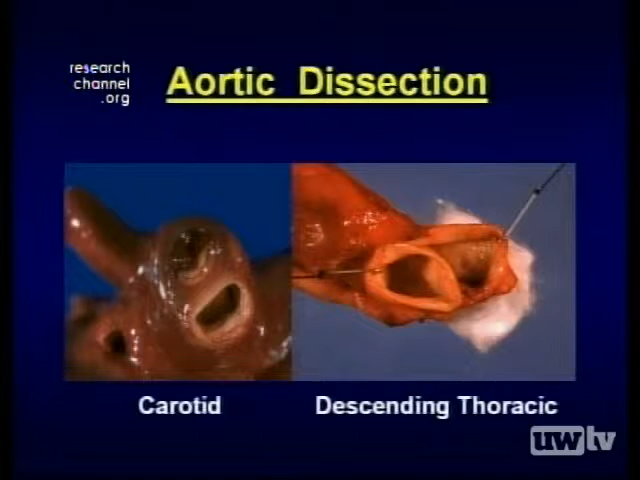 research
channel
.org
Aortic Dissection
Carotid
Descending Thoracic
uwtv